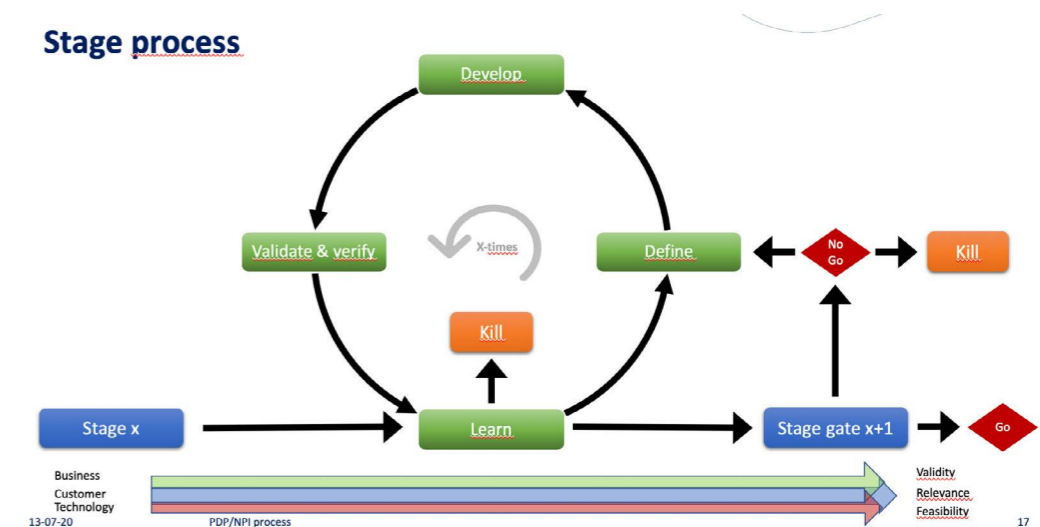 Stage process
Develop
Validate & verify
X-times
Define
No
Go
Kill
Kill
Stage x
Learn
Stage gate x+1
Go
Business
Customer
Technology
Validity
Relevance
Feasibility
13-07-20
PDP/NPI process
17